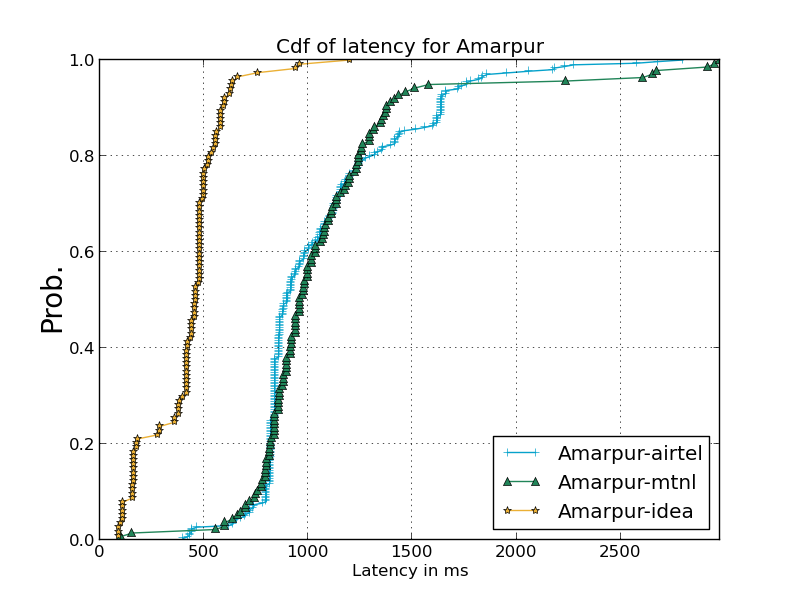 Cdf of latency for Amarpur
1.0
0.8
0.6
0.4
0.2
0.0
Prob.
0 500 1000 1500 2000 2500
Latency in ms
Amarpur-airtel
Amarpur-mtnl
Amarpur-idea